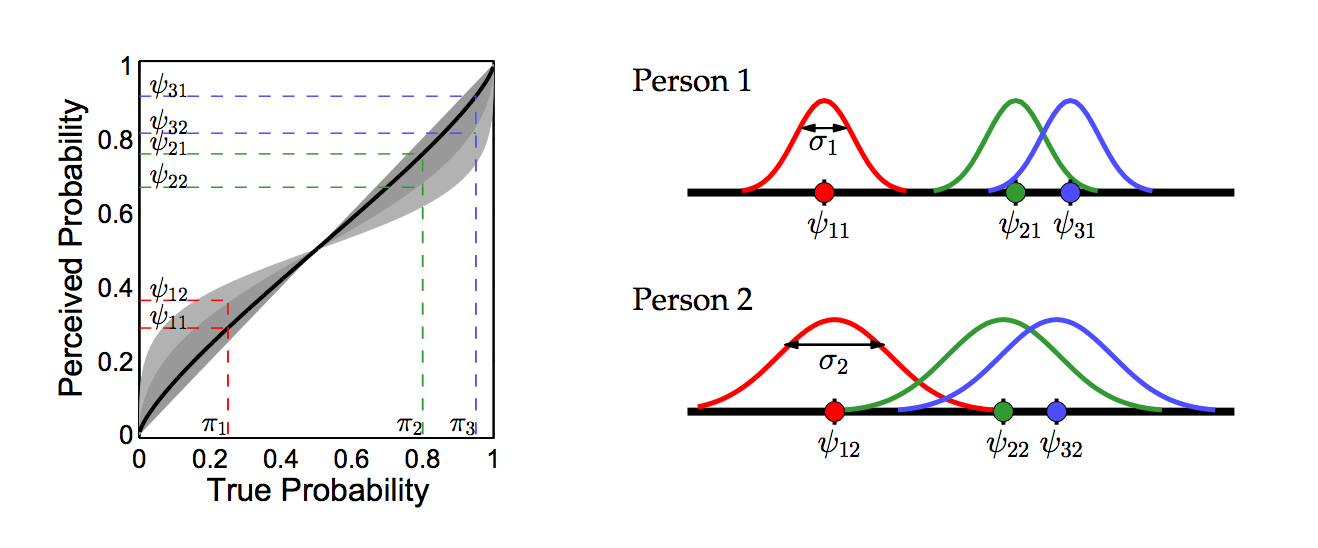 Perceived Probability
1
0.8
0.6
0.4
0.2
0
ψ31
ψ32
ψ21
ψ22
ψ12
ψ11
π1 π2 π3
0 0.2 0.4 0.6 0.8 1
True Probability
Person 1
σ1
ψ11 ψ21 ψ31
Person 2
σ2
ψ12 ψ22 ψ32